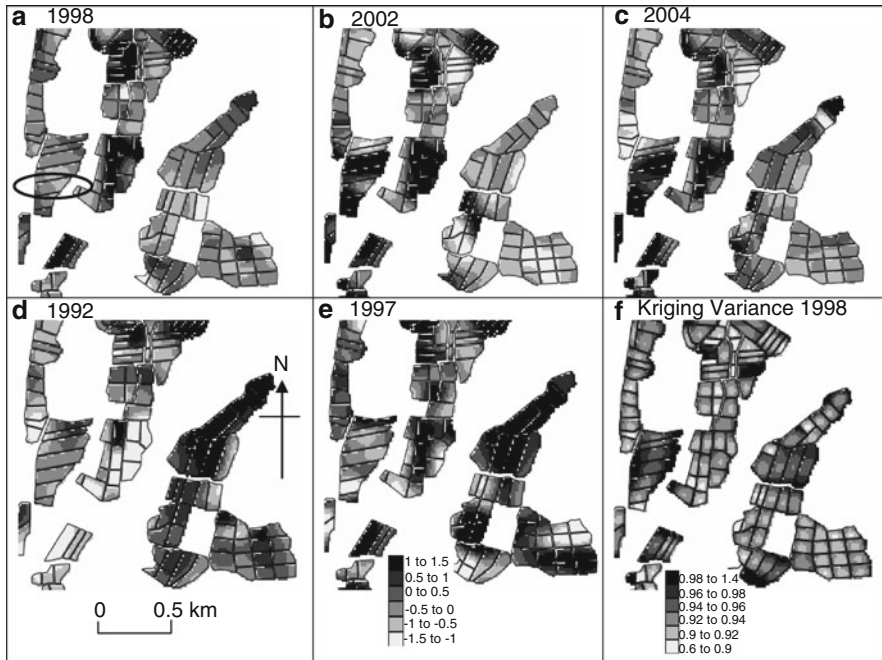 a 1998
b 2002
c 2004
d 1992
e 1997
f Kriging Variance 1998
N
0 0.5 km
1 to 1.5
0.5 to 1
0 to 0.5
-0.5 to 0
-1 to -0.5
-1.5 to -1
0.98 to 1.4
0.96 to 0.98
0.94 to 0.96
0.92 to 0.94
0.9 to 0.92
0.6 to 0.9